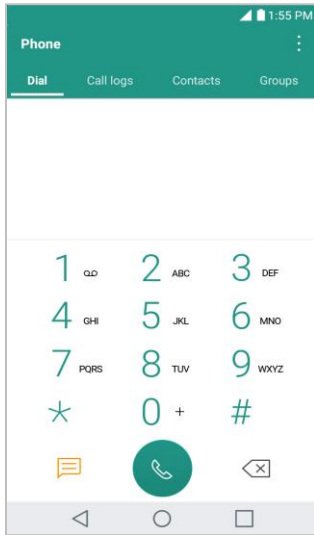 1:55 PM
Phone
Dial Call logs Contacts Groups
1 2 ABC 3 DEF
4 GHI 5 JKL 6 MNO
7 PQRS 8 TUV 9 WXYZ
* 0 + #